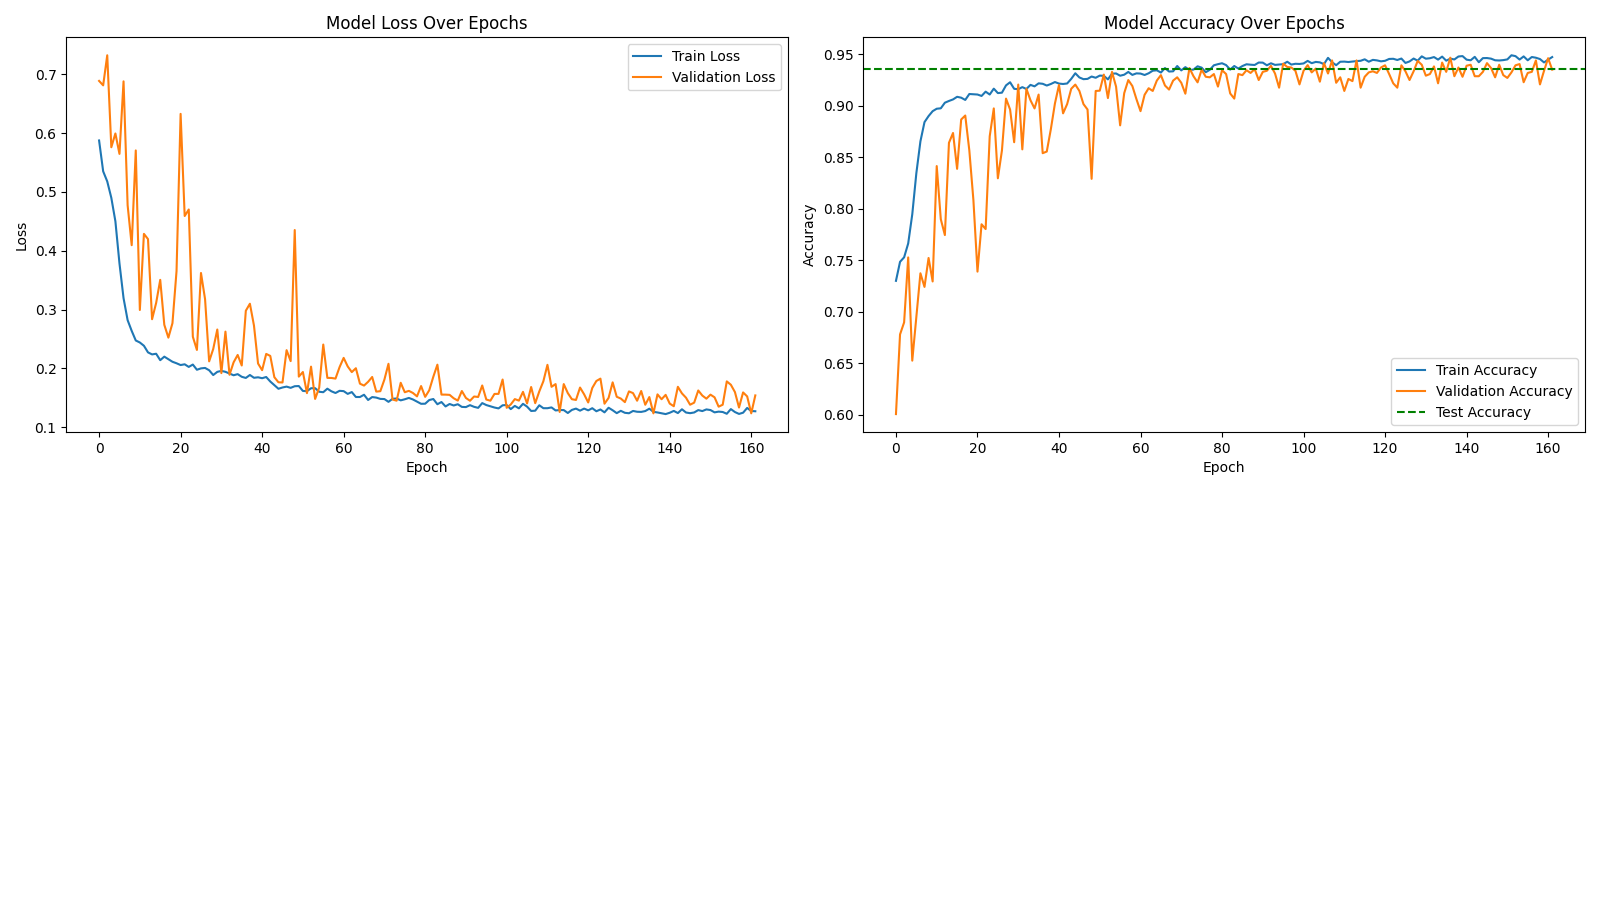 Model Loss Over Epochs
Loss
0.7
0.6
0.5
0.4
0.3
0.2
0.1
Train Loss
Validation Loss
0 20 40 60 80 100 120 140 160
Epoch
Model Accuracy Over Epochs
Accuracy
0.95
0.90
0.85
0.80
0.75
0.70
0.65
0.60
Train Accuracy
Validation Accuracy
Test Accuracy
0 20 40 60 80 100 120 140 160
Epoch